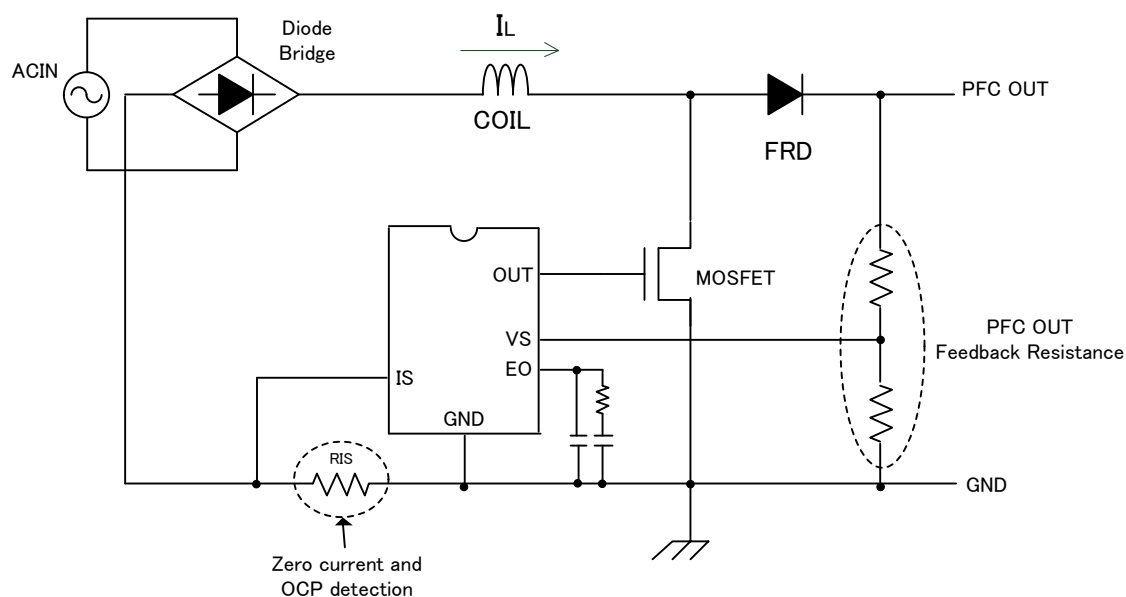 Diode
Bridge
IL
ACIN
PFC OUT
COIL
FRD
OUT
MOSFET
VS
PFC OUT
Feedback Resistance
EO
IS
GND
RIS
GND
Zero current and
OCP detection